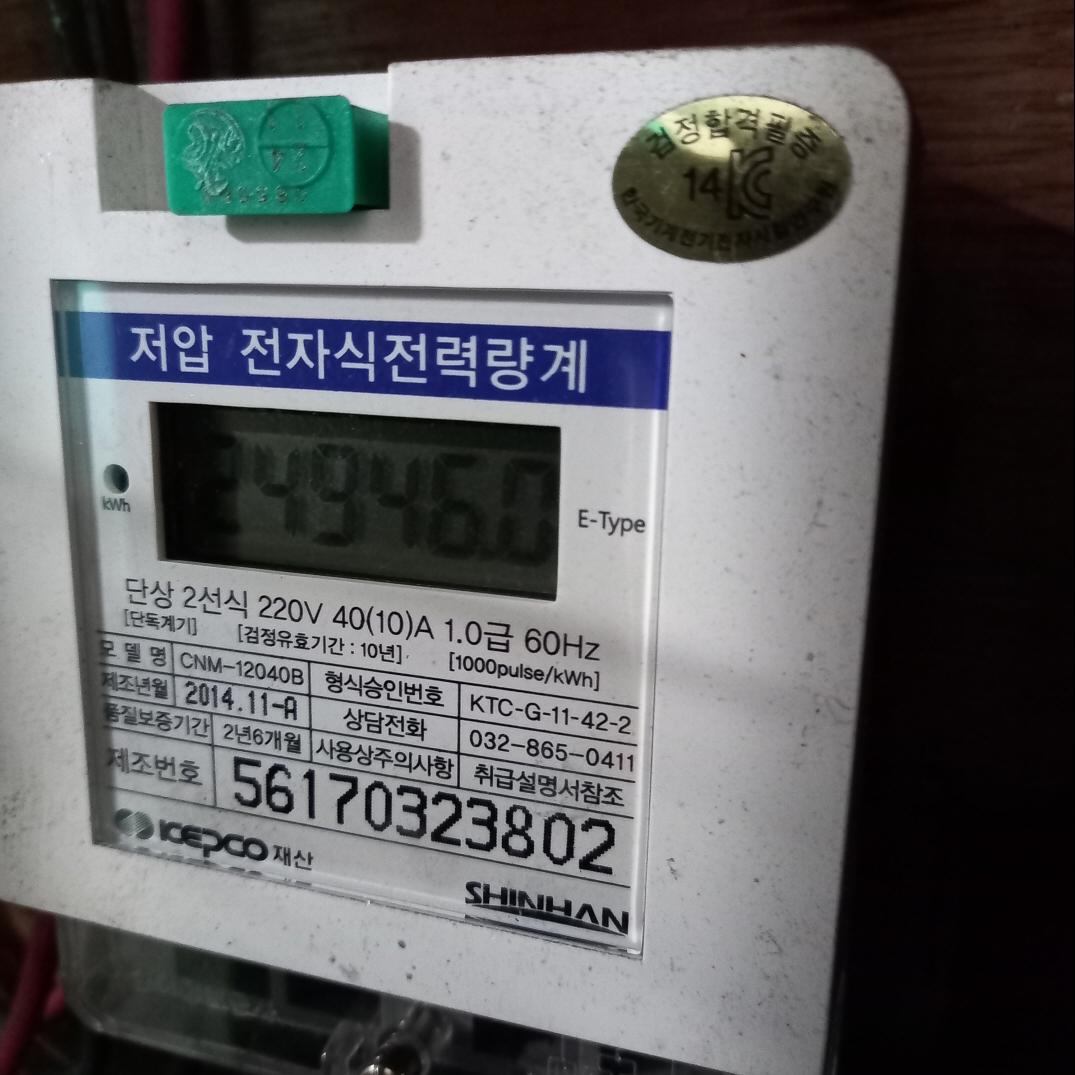 검정합격필증
14
저압 전자식전력량계
24946.0
kWh
E-Type
단상 2선식 220V 40(10)A 1.0급 60Hz
[단독계기] [검정유효기간 : 10년] [1000pulse/kWh]
모 델 명 CNM-12040B 형식승인번호 KTC-G-11-42-2
제조년월 2014.11-A 상담전화 032-865-0411
품질보증기간 2년6개월 사용상주의사항 취급설명서참조
제조번호 56170323802
KEPCO 재산
SHINHAN